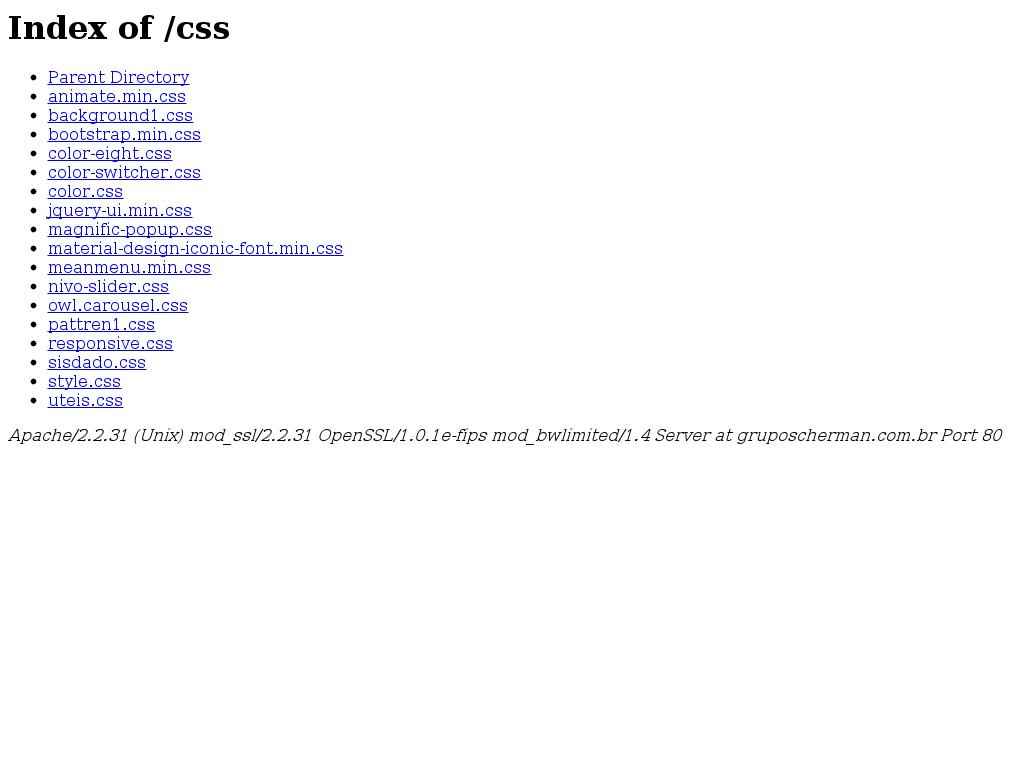 Index of /css
Parent Directory
animate.min.css
background1.css
bootstrap.min.css
color-eight.css
color-switcher.css
color.css
jquery-ui.min.css
magnific-popup.css
material-design-iconic-font.min.css
meanmenu.min.css
nivo-slider.css
owl.carousel.css
pattren1.css
responsive.css
sisdado.css
style.css
uteis.css
Apache/2.2.31 (Unix) mod_ssl/2.2.31 OpenSSL/1.0.1e-fips mod_bwlimited/1.4 Server at gruposcherman.com.br Port 80